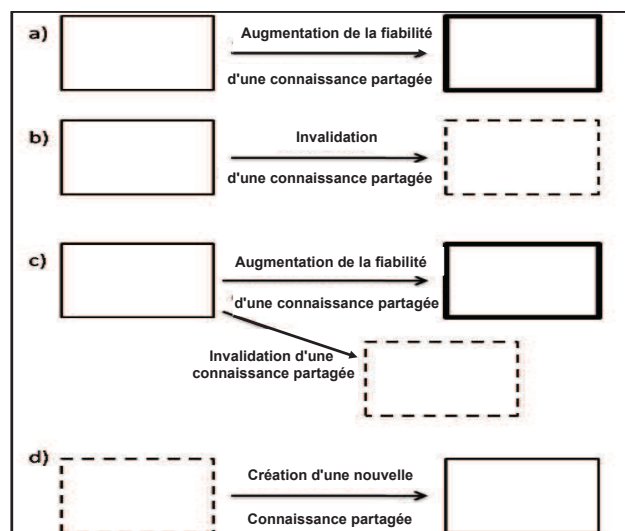 a)
Augmentation de la fiabilité
d'une connaissance partagée
b)
Invalidation
d'une connaissance partagée
c)
Augmentation de la fiabilité
d'une connaissance partagée
Invalidation d'une
connaissance partagée
d)
Création d'une nouvelle
Connaissance partagée